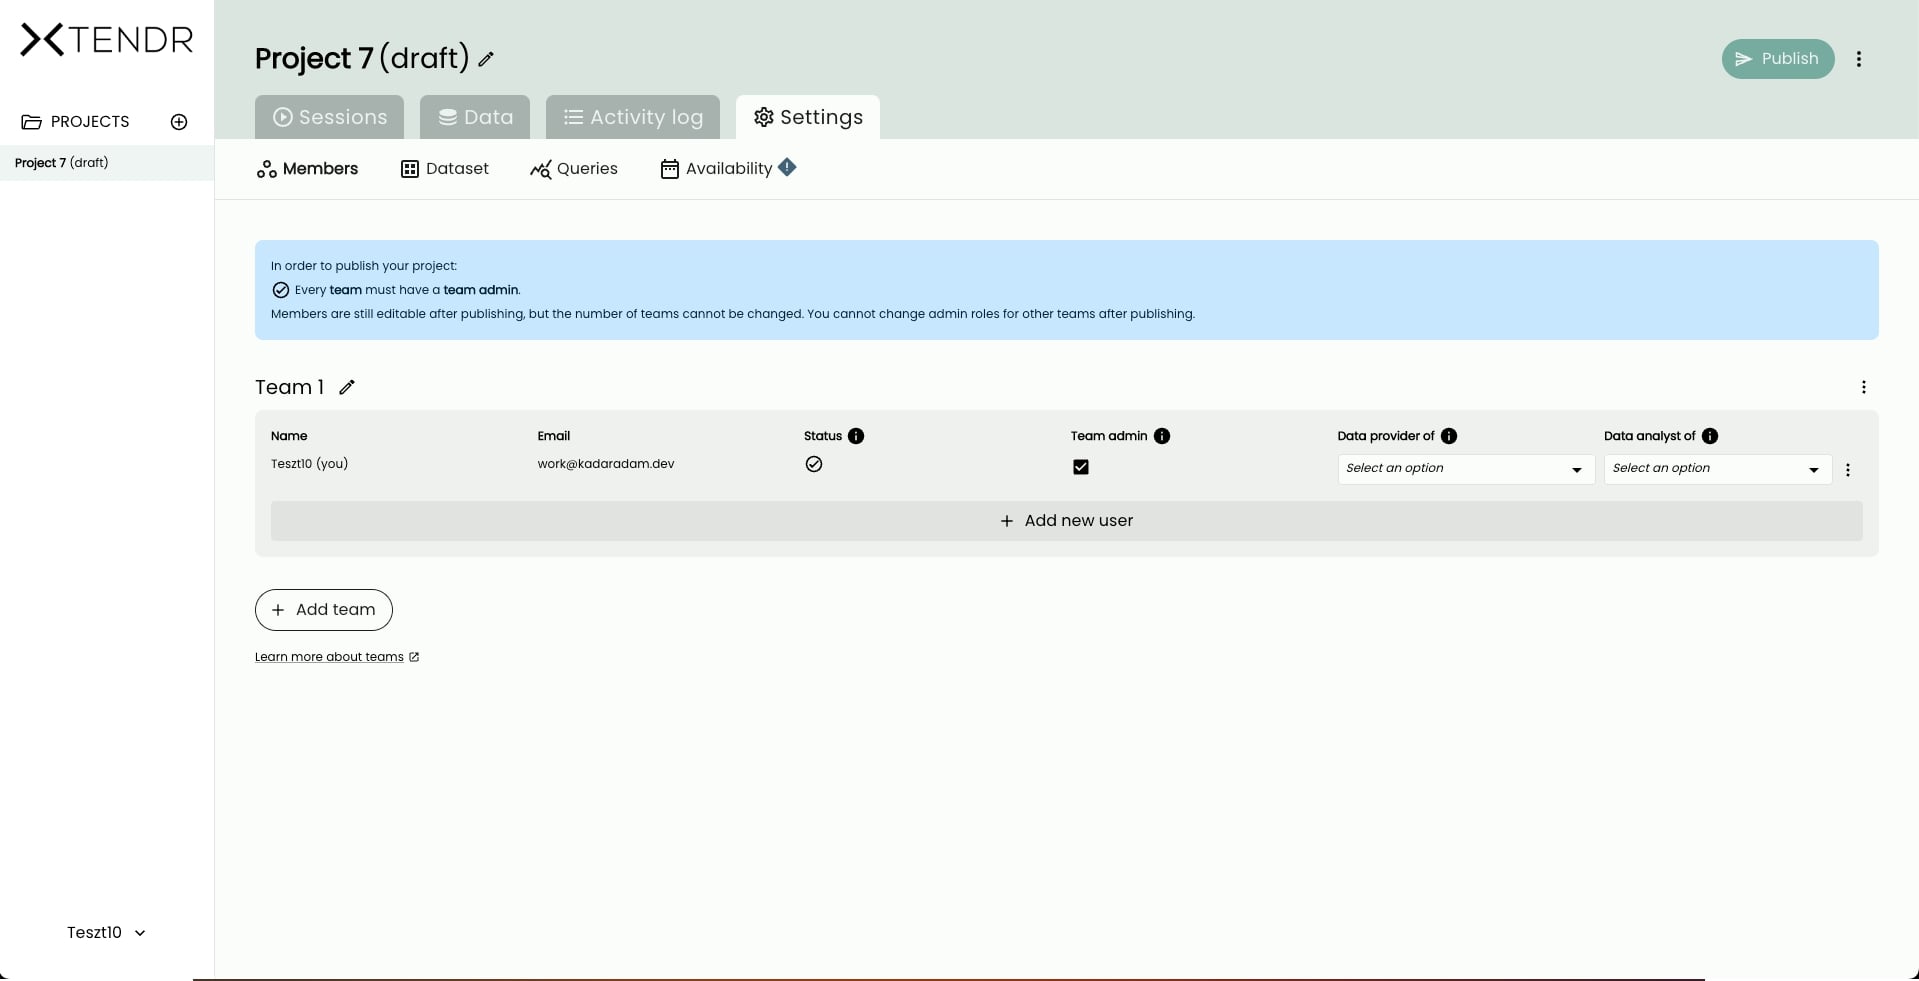 XTENDR
PROJECTS
Project 7 (draft)
Teszt10
Project 7 (draft)
Publish
Sessions
Data
Activity log
Settings
Members
Dataset
Queries
Availability
In order to publish your project:
Every team must have a team admin.
Members are still editable after publishing, but the number of teams cannot be changed. You cannot change admin roles for other teams after publishing.
Team 1
Name Email Status Team admin Data provider of Data analyst of
Teszt10 (you) work@kadaradam.dev Select an option Select an option
+ Add new user
+ Add team
Learn more about teams